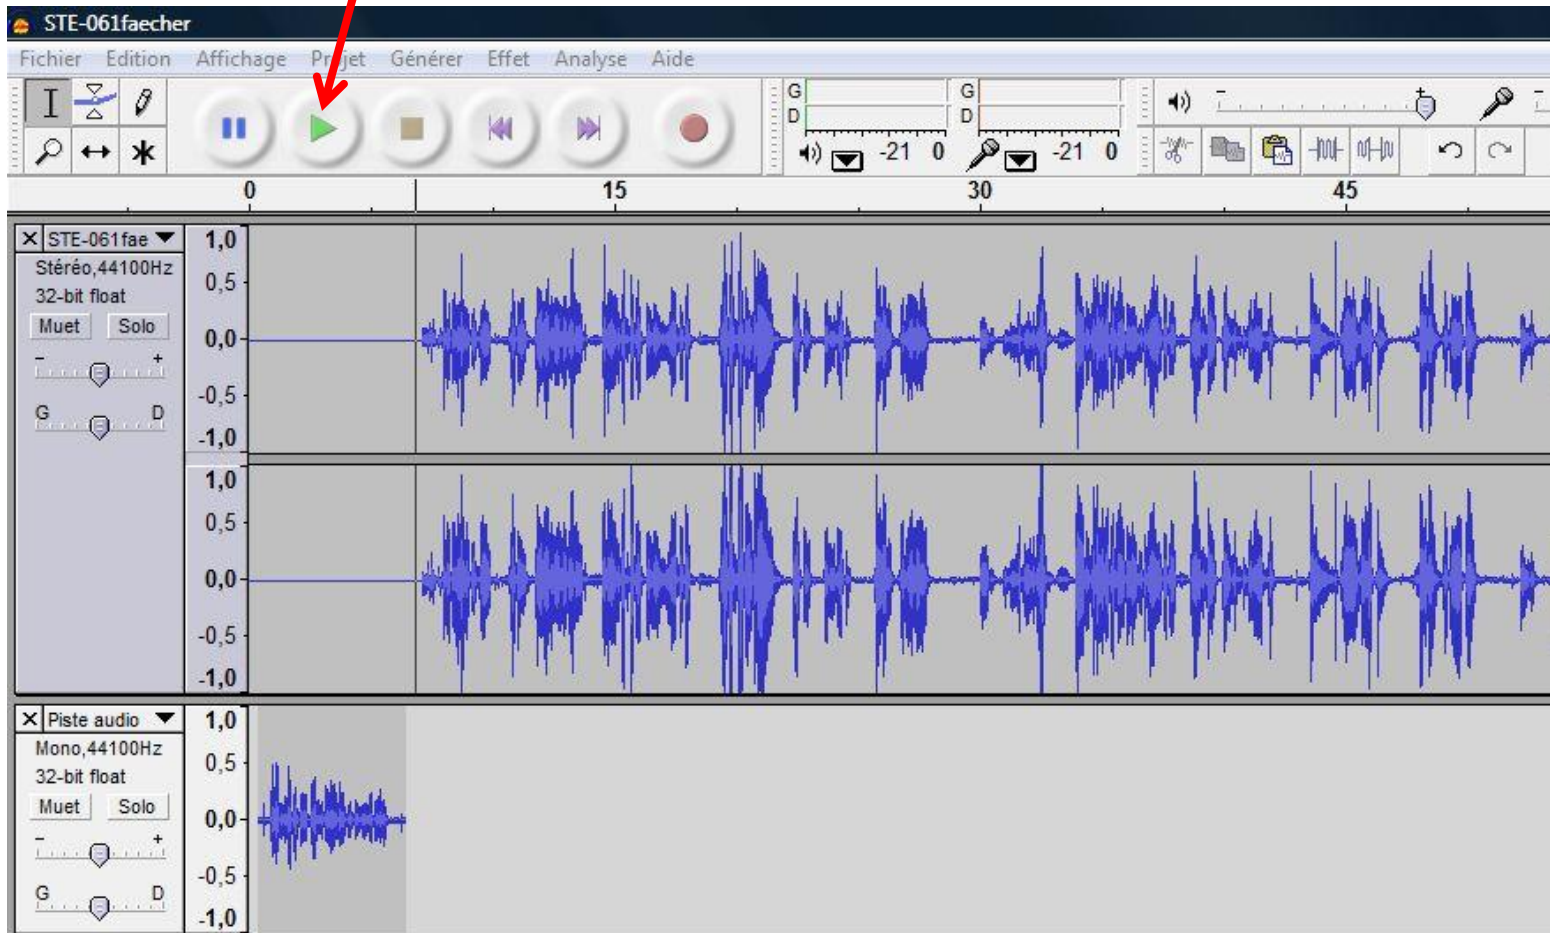 STE-061faecher
Fichier Edition Affichage Projet Générer Effet Analyse Aide
G
D
-21 0
G
D
-21 0
- +
-
0 15 30 45
STE-061fae
Stéréo,44100Hz
32-bit float
Muet Solo
- +
G D
1,0
0,5
0,0
-0,5
-1,0
1,0
0,5
0,0
-0,5
-1,0
Piste audio
Mono,44100Hz
32-bit float
Muet Solo
- +
G D
1,0
0,5
0,0
-0,5
-1,0